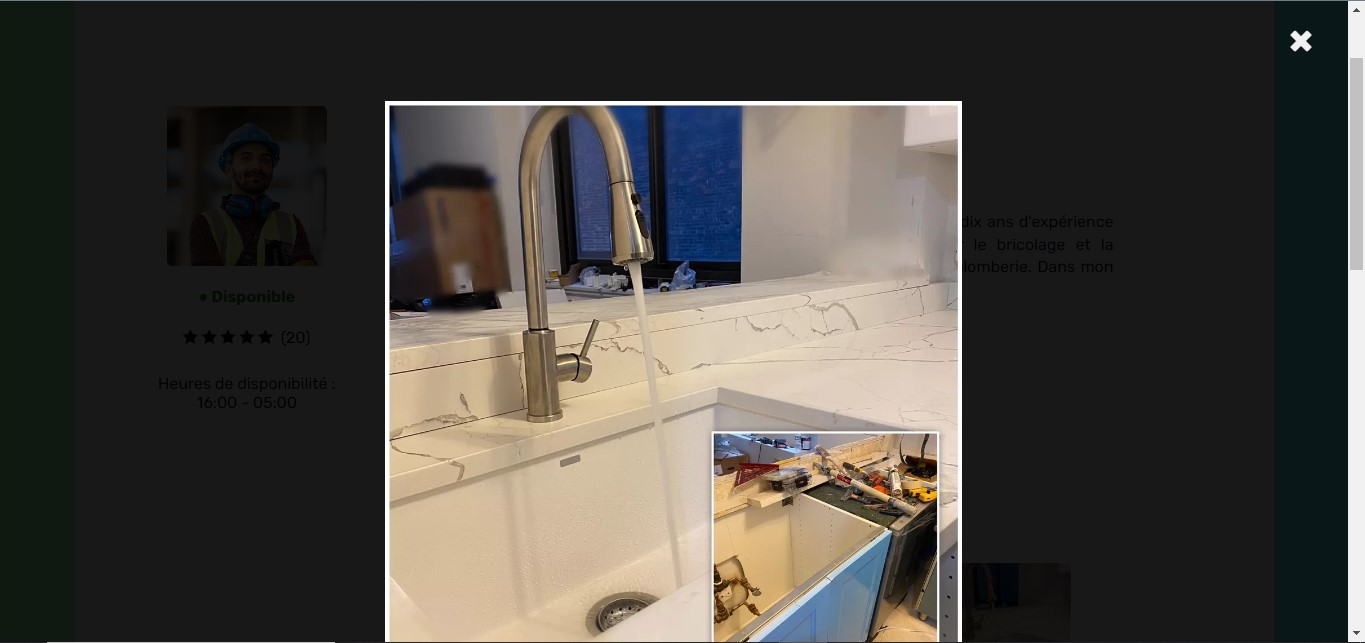 dix ans d'expérience
le bricolage et la
• Disponible
lomberie. Dans mon
(20)
Heures de disponibilité :
16:00 - 05:00